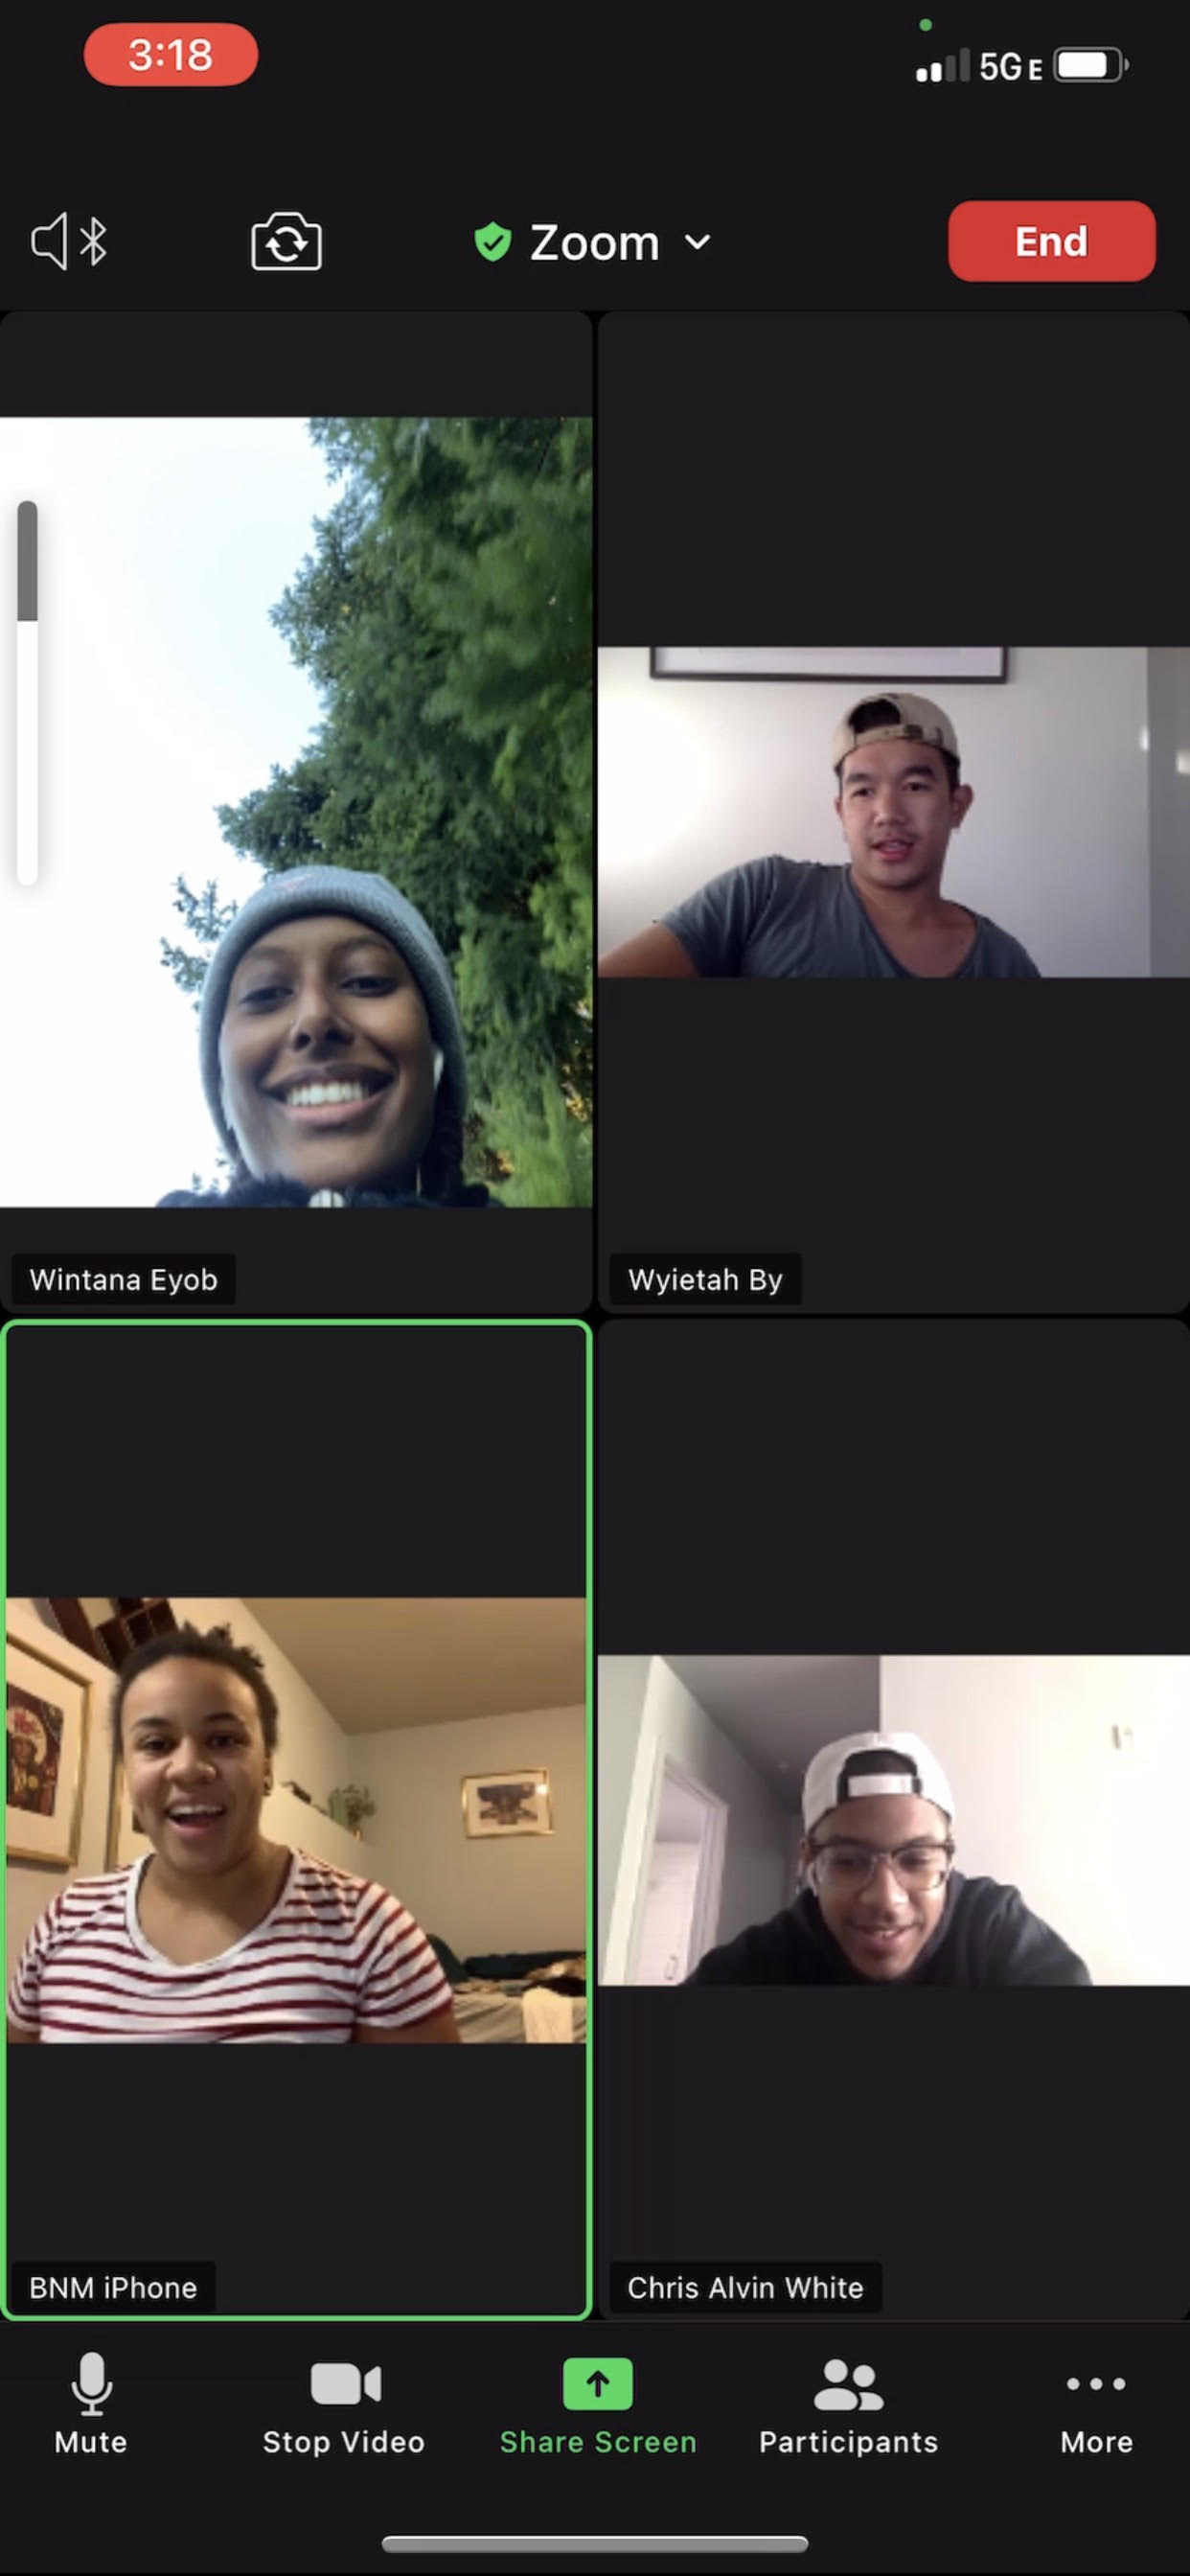 3:18
5G E
Zoom
End
Wintana Eyob
Wyietah By
BNM iPhone
Chris Alvin White
Mute
Stop Video
Share Screen
Participants
More